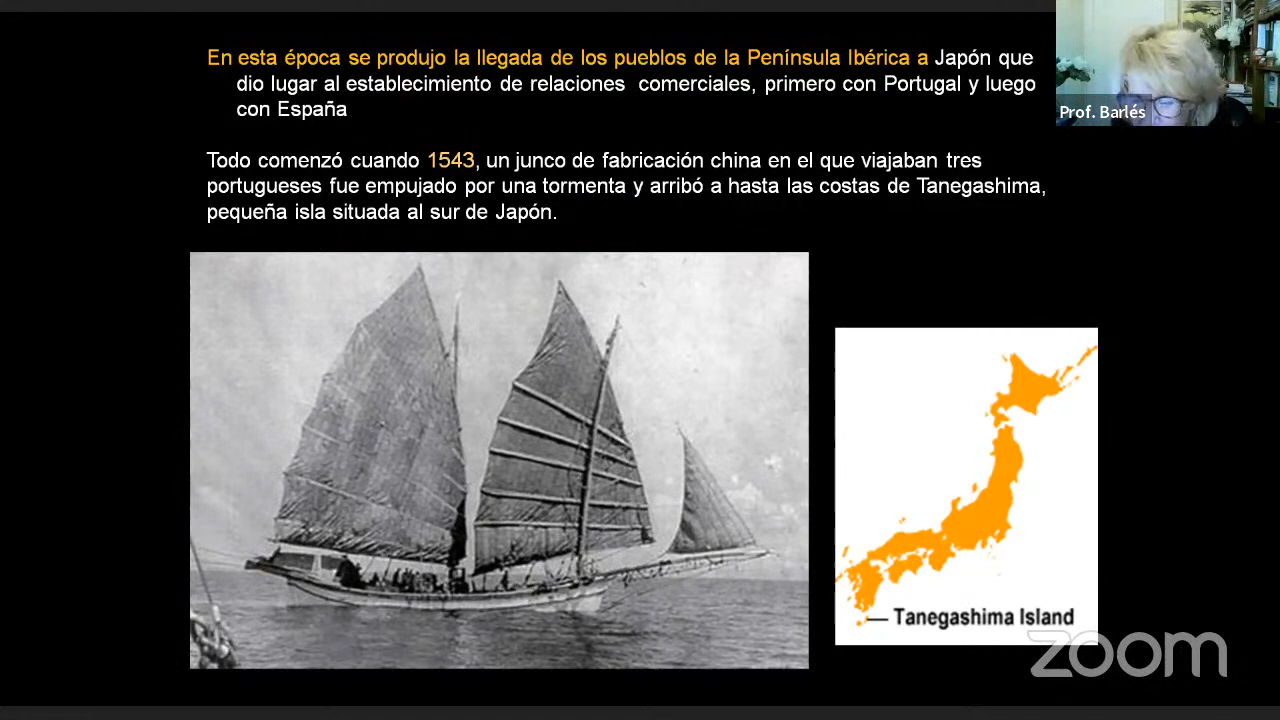 En esta época se produjo la llegada de los pueblos de la Península Ibérica a Japón que
dio lugar al establecimiento de relaciones comerciales, primero con Portugal y luego
con España
Prof. Barlés
Todo comenzó cuando 1543, un junco de fabricación china en el que viajaban tres
portugueses fue empujado por una tormenta y arribó a hasta las costas de Tanegashima,
pequeña isla situada al sur de Japón.
Tanegashima Island
zoom